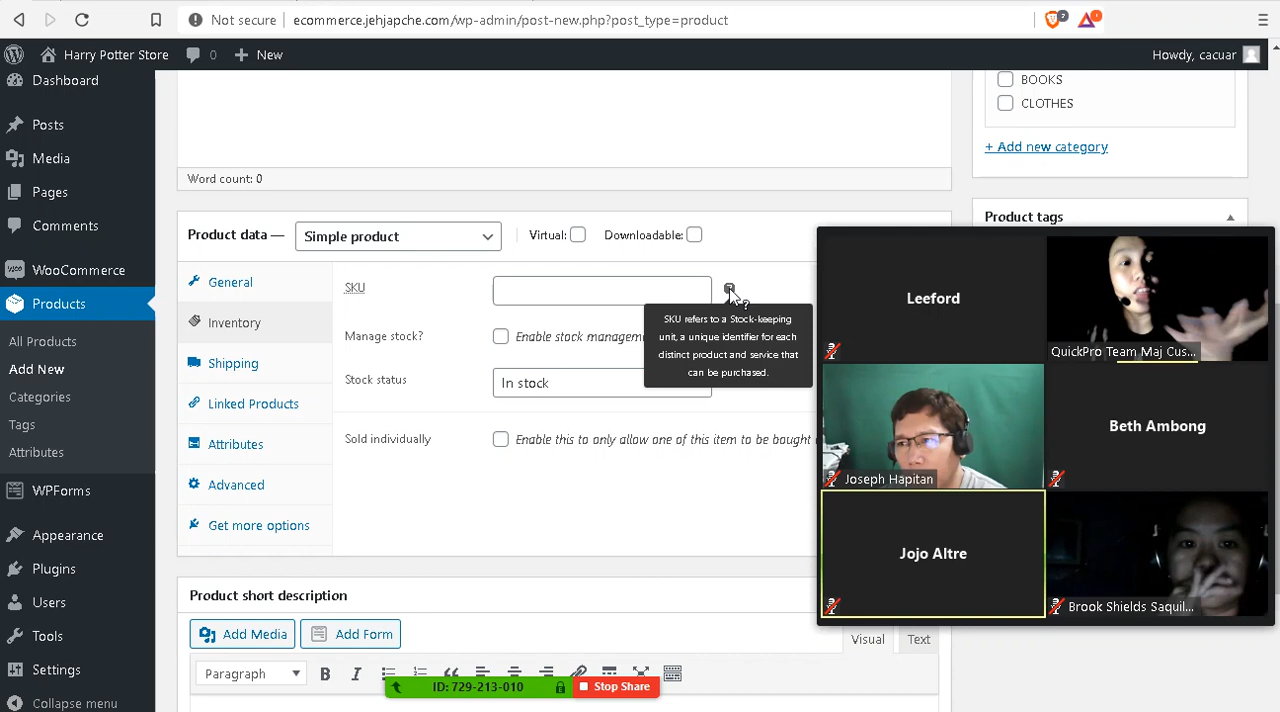 Not secure
ecommerce.jehjapche.com/wp-admin/post-new.php?post_type=product
Harry Potter Store
0
New
Howdy, cacuar
Dashboard
Posts
Media
Pages
Comments
WooCommerce
Products
All Products
Add New
Categories
Tags
Attributes
WPForms
Appearance
Plugins
Users
Tools
Settings
Collapse menu
Word count: 0
BOOKS
CLOTHES
+ Add new category
Product tags
Product data —
Simple product
Virtual:
Downloadable:
General
Inventory
Shipping
Linked Products
Attributes
Advanced
Get more options
SKU
SKU refers to a Stock-keeping
unit, a unique identifier for each
distinct product and service that
can be purchased.
Manage stock?
Enable stock
Stock status
In stock
Sold individually
Enable this to only allow one of this item to be bought
Leeford
QuickPro Team Maj Cus...
Joseph Hapitan
Beth Ambong
Jojo Altre
Brook Shields Saquil...
Product short description
Add Media
Add Form
Visual
Text
Paragraph
B
I
ID: 729-213-010
Stop Share